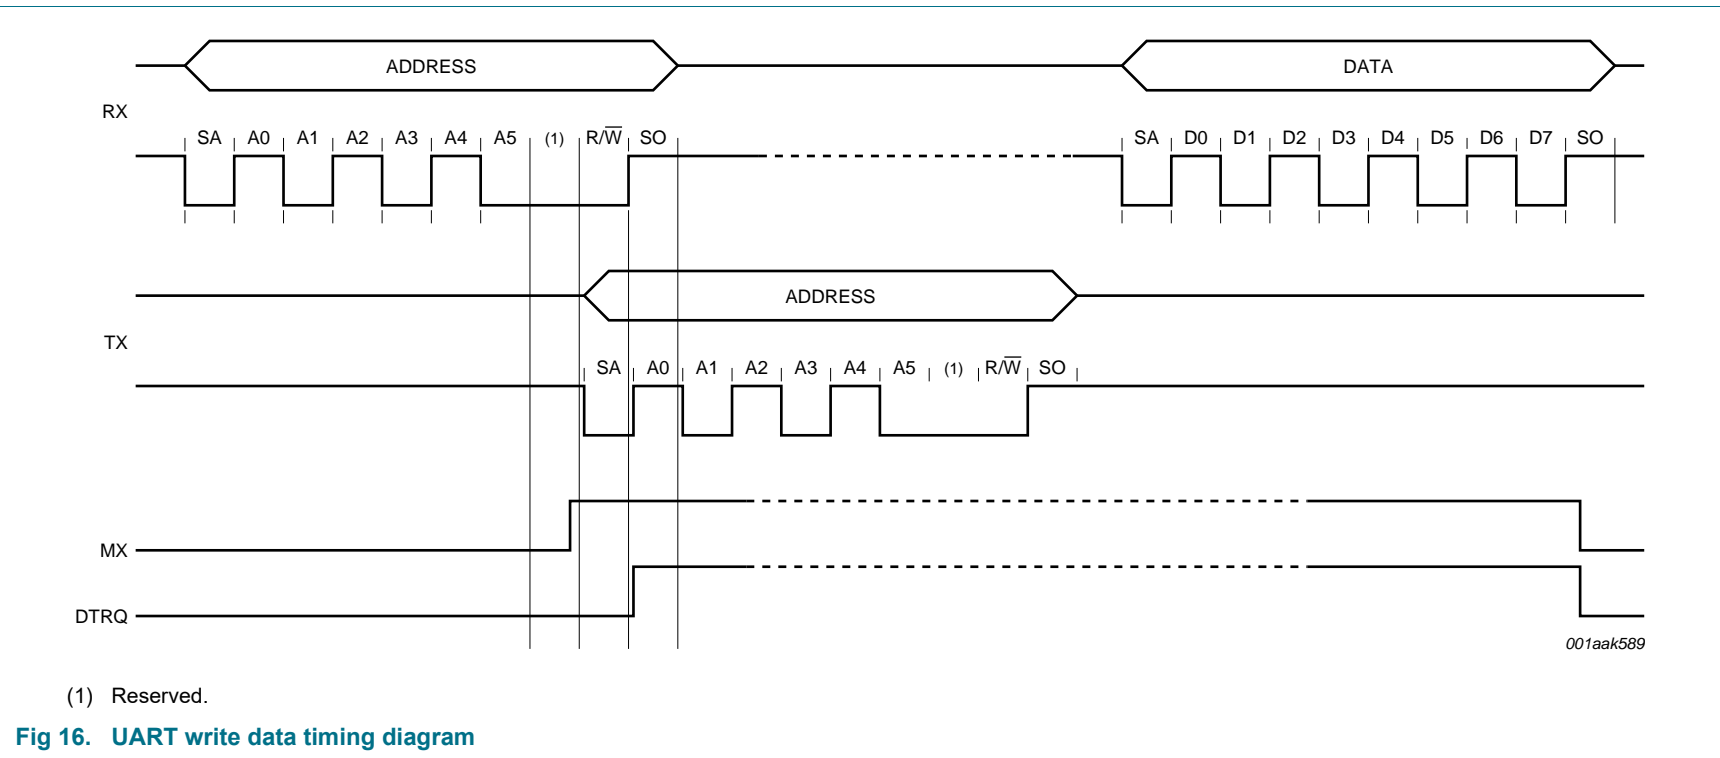 ADDRESS DATA
RX
SA A0 A1 A2 A3 A4 A5 (1) R/W̅ SO SA D0 D1 D2 D3 D4 D5 D6 D7 SO
ADDRESS
TX
SA A0 A1 A2 A3 A4 A5 (1) R/W̅ SO
MX
DTRQ
001aak589
(1) Reserved.
Fig 16. UART write data timing diagram